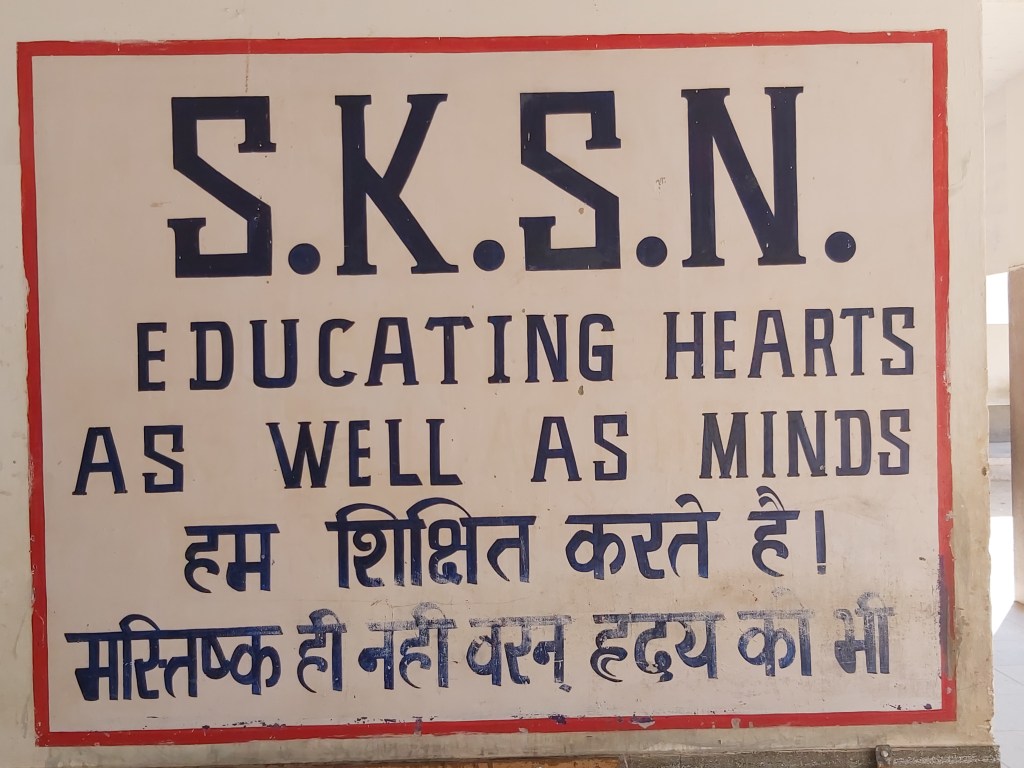 S.K.S.N.
EDUCATING HEARTS
AS WELL AS MINDS
हम शिक्षित करते है!
मस्तिष्क ही नही वरन् हृदय को भी